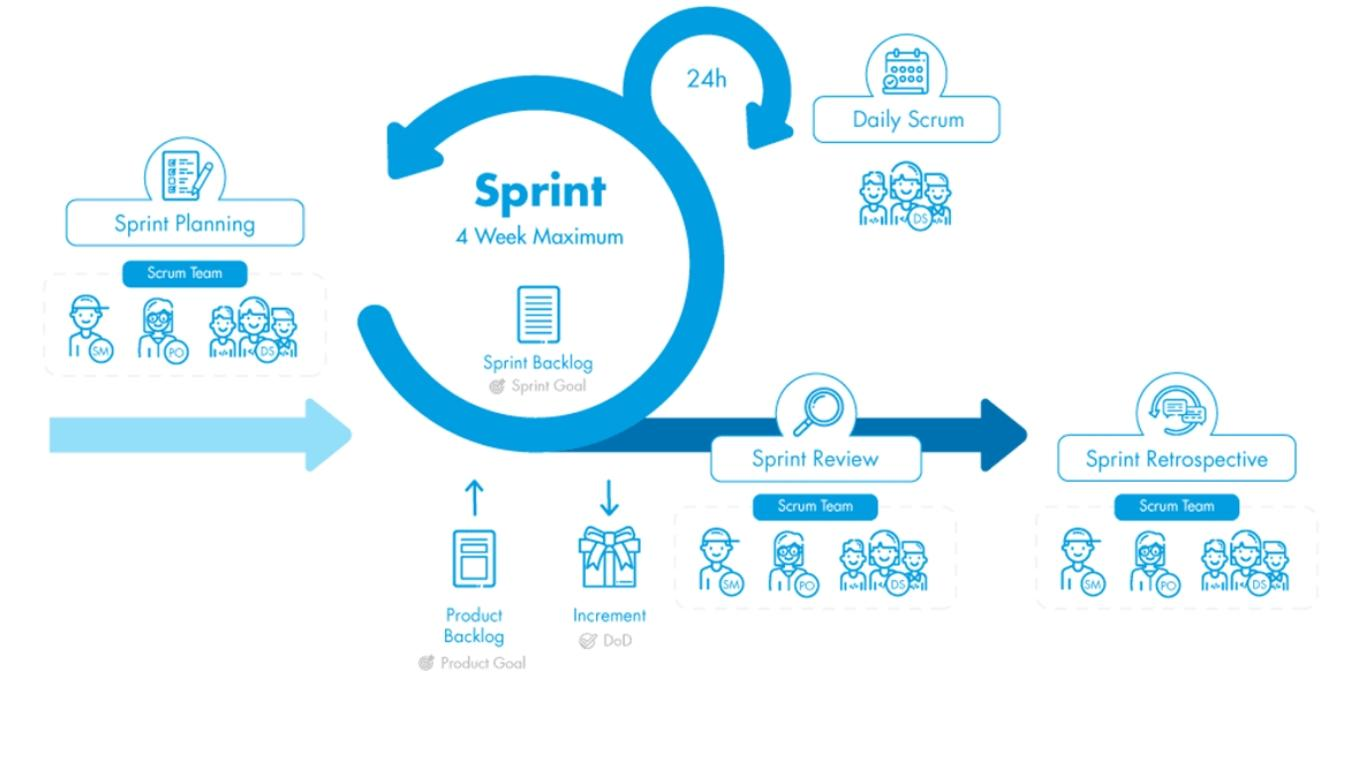 24h
Daily Scrum
DS
Sprint Planning
Scrum Team
SM
PO
DS
Sprint
4 Week Maximum
Sprint Backlog
Sprint Goal
Sprint Review
Scrum Team
SM
PO
DS
Sprint Retrospective
Scrum Team
SM
PO
DS
Product
Backlog
Product Goal
Increment
DoD